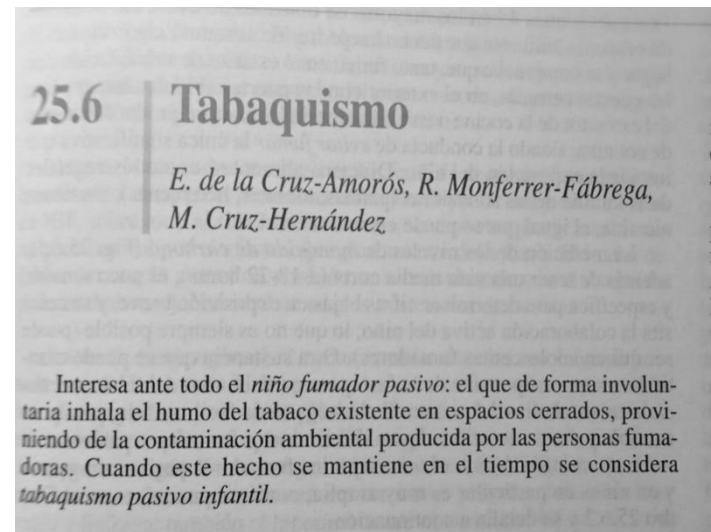 25.6 Tabaquismo
E. de la Cruz-Amorós, R. Monferrer-Fábrega,
M. Cruz-Hernández
Interesa ante todo el niño fumador pasivo: el que de forma involun-
taria inhala el humo del tabaco existente en espacios cerrados, provi-
niendo de la contaminación ambiental producida por las personas fuma-
doras. Cuando este hecho se mantiene en el tiempo se considera
tabaquismo pasivo infantil.